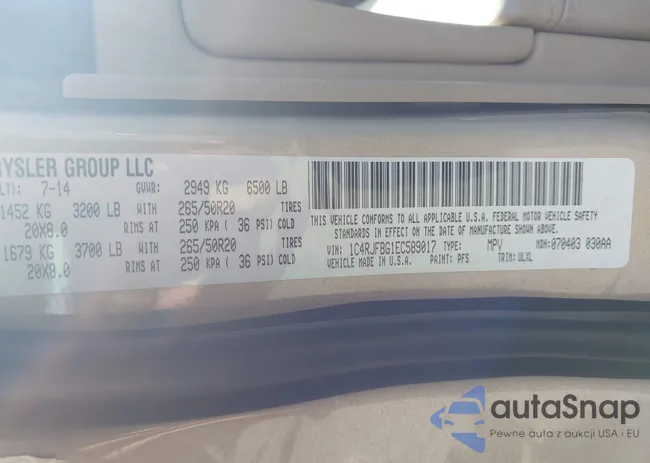 YSLER GROUP LLC
LT): 7-14 GVWR: 2949 KG 6500 LB
1452 KG 3200 LB WITH 265/50R20 TIRES
20X8.0 RIMS AT 250 KPA ( 36 PSI) COLD
1679 KG 3700 LB WITH 265/50R20 TIRES
20X8.0 RIMS AT 250 KPA ( 36 PSI) COLD
THIS VEHICLE CONFORMS TO ALL APPLICABLE U.S.A. FEDERAL MOTOR VEHICLE SAFETY
STANDARDS IN EFFECT ON THE DATE OF MANUFACTURE SHOWN ABOVE.
VIN: 1C4RJFBG1EC589017 TYPE: MPV MDH: 070403 030AA
VEHICLE MADE IN U.S.A. PAINT: PFS TRIM: ULXL
autaSnap
Pewne auta z aukcji USA i EU